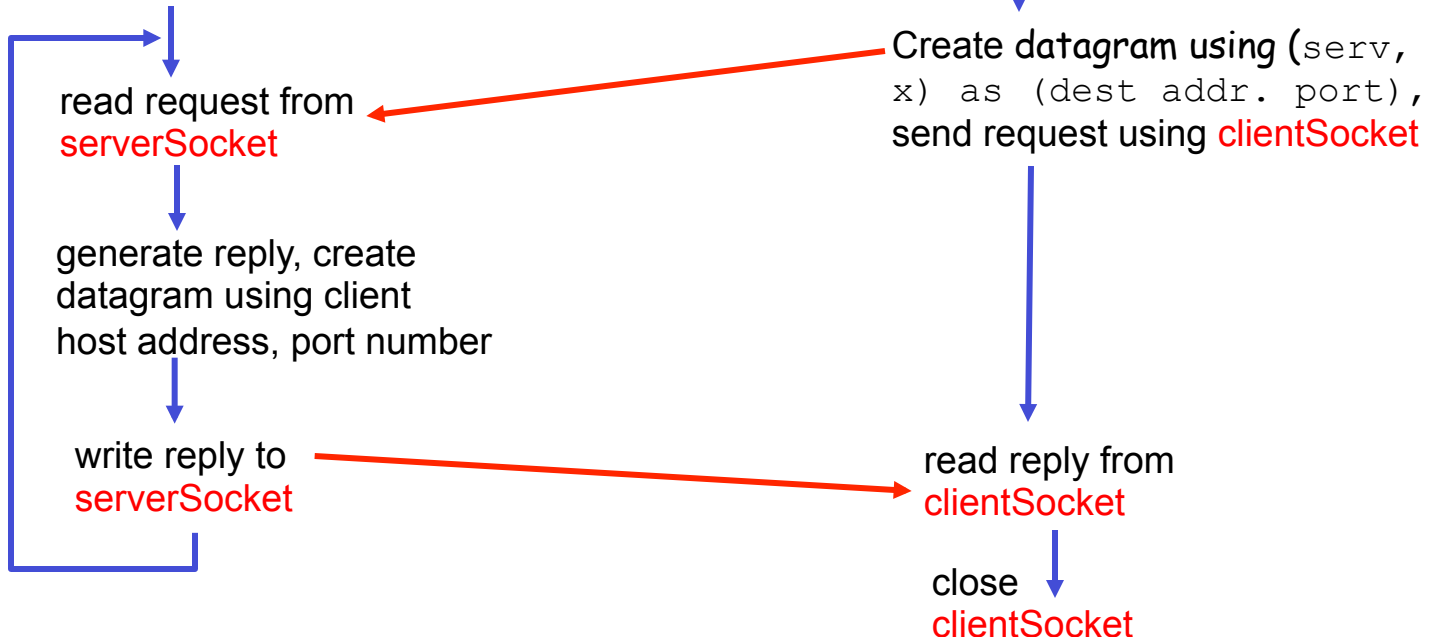 read request from
serverSocket
generate reply, create
datagram using client
host address, port number
write reply to
serverSocket
Create datagram using (serv,
x) as (dest addr. port),
send request using clientSocket
read reply from
clientSocket
close
clientSocket